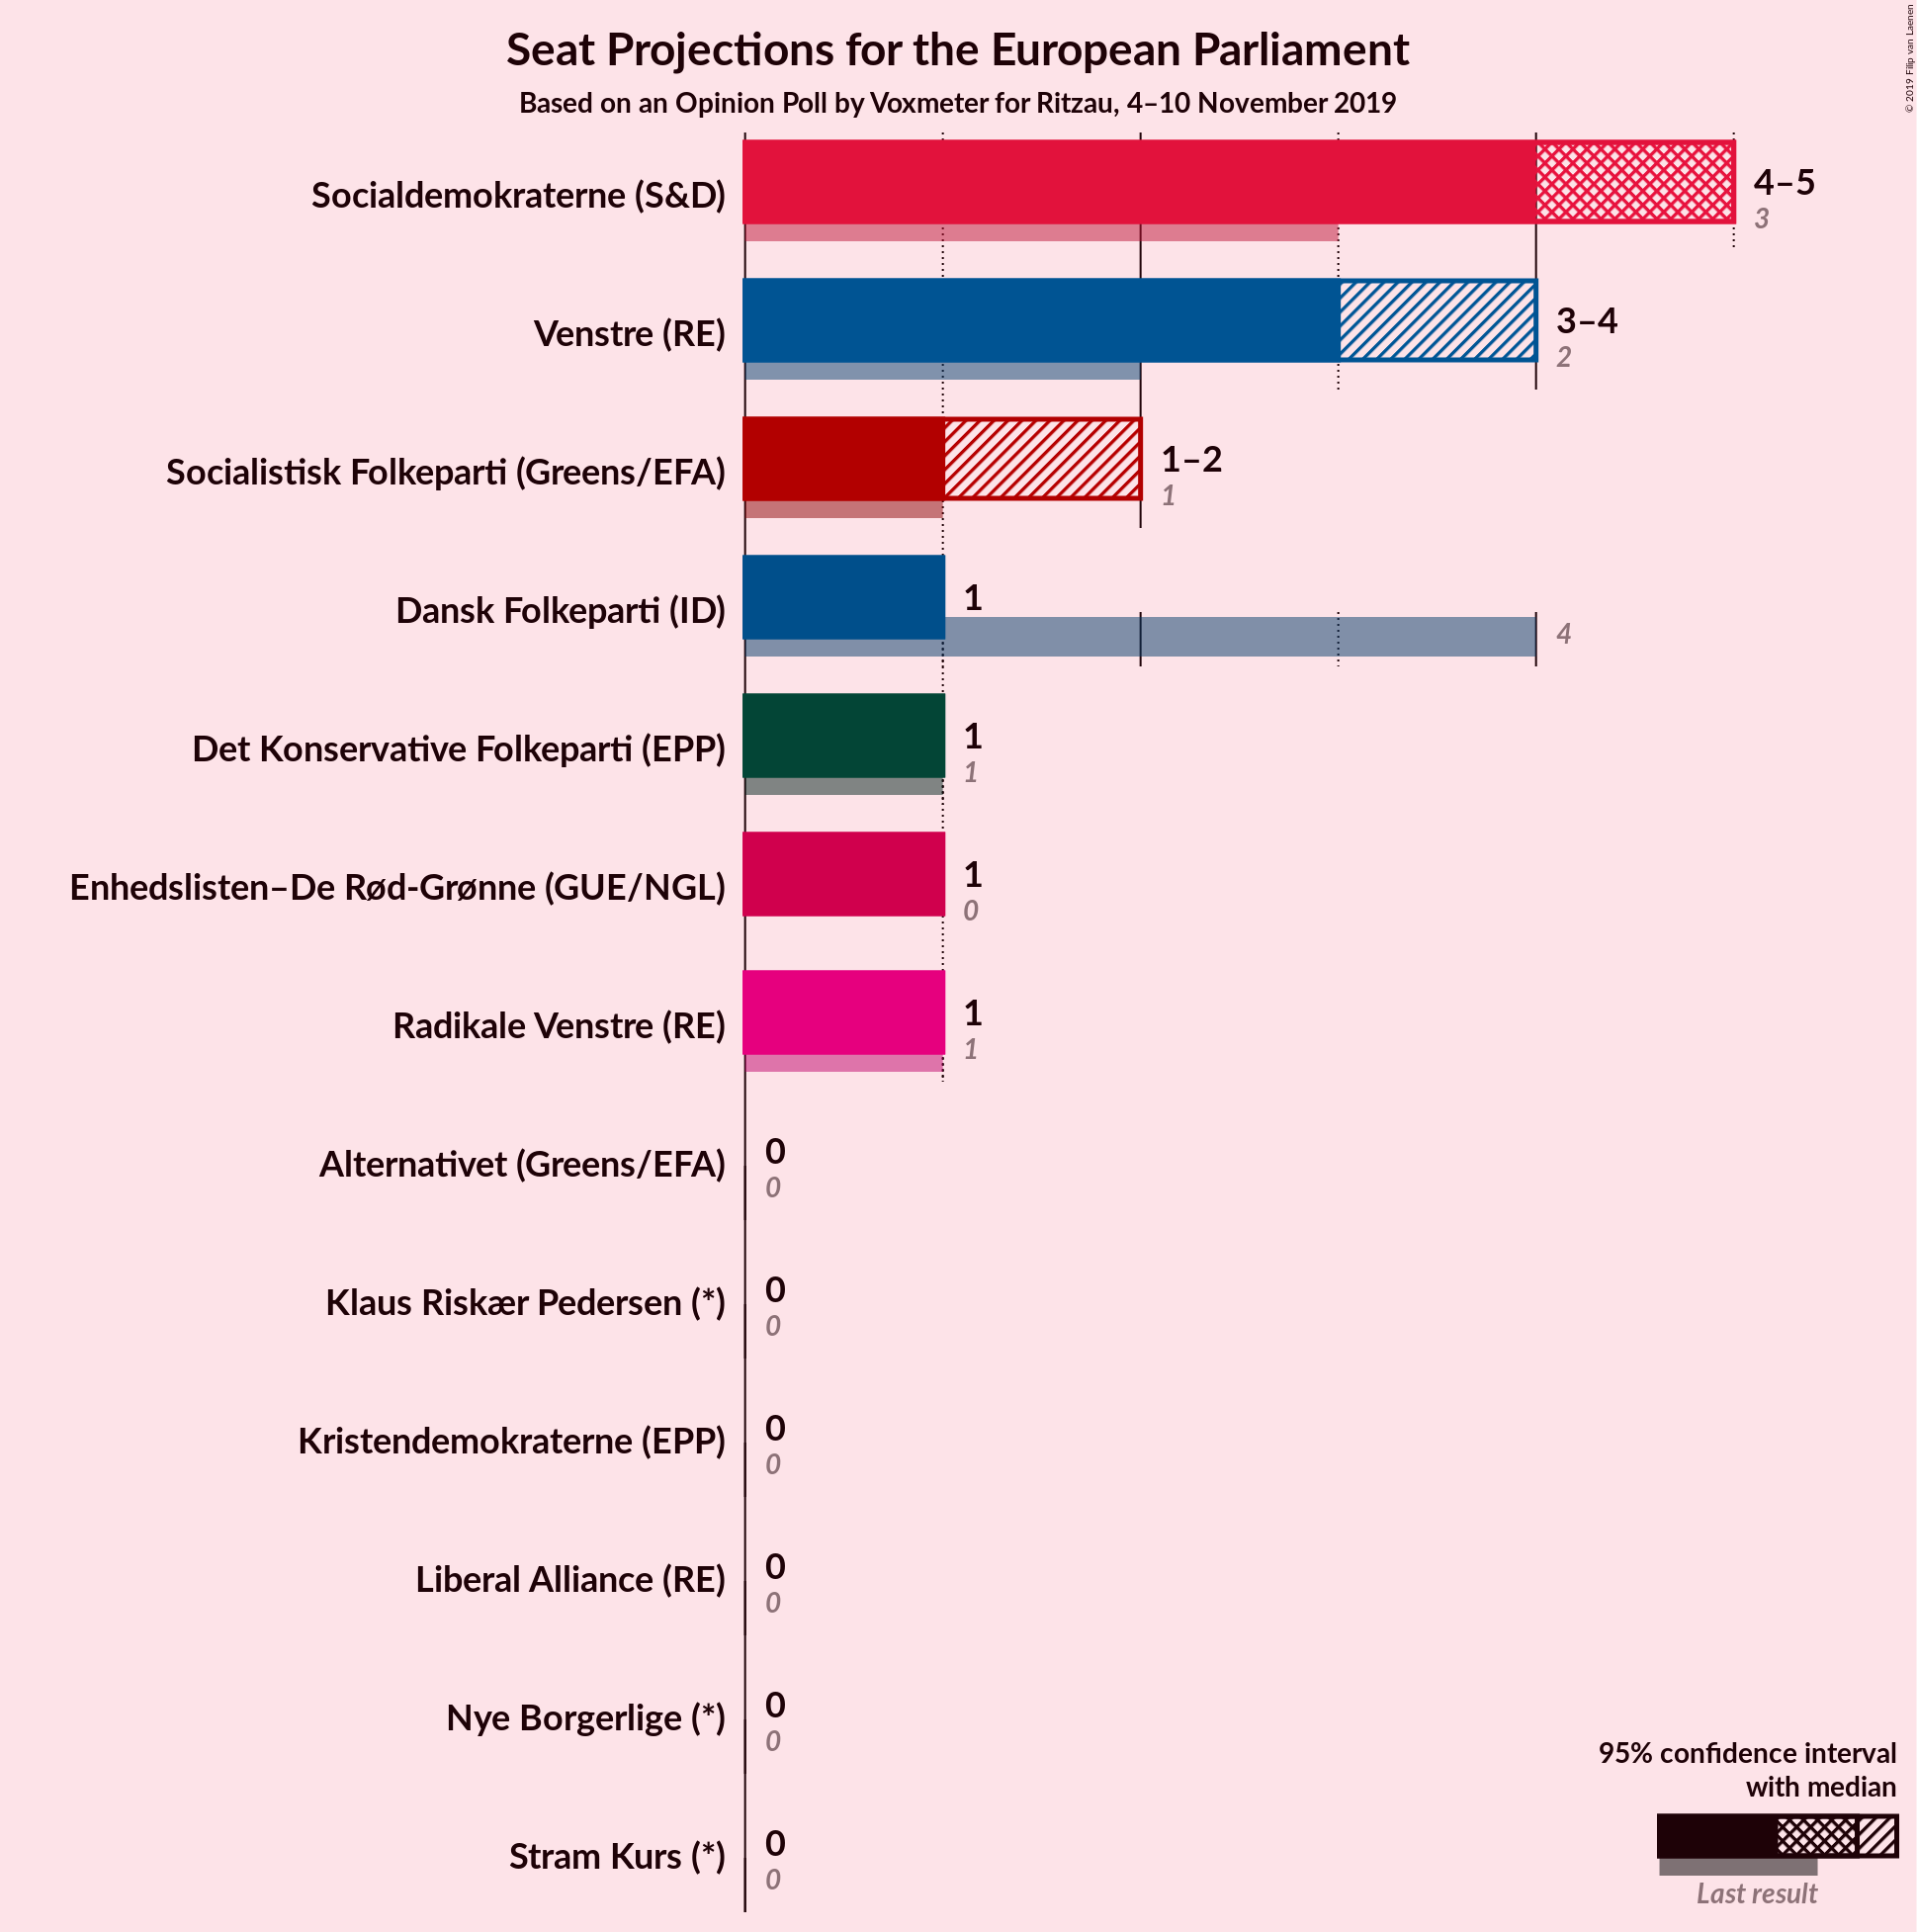 Seat Projections for the European Parliament
Based on an Opinion Poll by Voxmeter for Ritzau, 4–10 November 2019
© 2019 Filip van Laenen
Socialdemokraterne (S&D)
4–5
3
Venstre (RE)
3–4
2
Socialistisk Folkeparti (Greens/EFA)
1–2
1
Dansk Folkeparti (ID)
1
4
Det Konservative Folkeparti (EPP)
1
1
Enhedslisten–De Rød-Grønne (GUE/NGL)
1
0
Radikale Venstre (RE)
1
1
Alternativet (Greens/EFA)
0
0
Klaus Riskær Pedersen (*)
0
0
Kristendemokraterne (EPP)
0
0
Liberal Alliance (RE)
0
0
Nye Borgerlige (*)
0
0
Stram Kurs (*)
0
0
95% confidence interval
with median
Last result